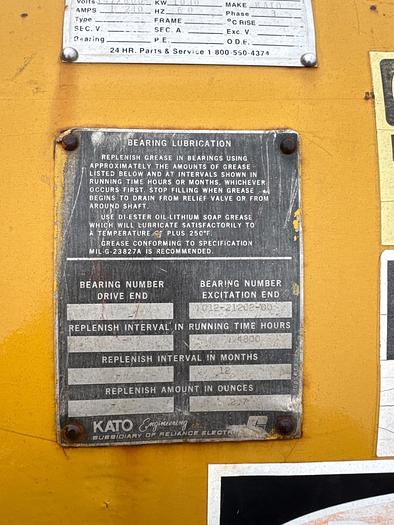 Volts KW MAKE KATO
AMPS HZ 60 Phase 3
Type FRAME °C RISE
SEC. V. SEC. A Exc. V.
Bearing P.E. O.D.E.
24 HR. Parts & Service 1-800-550-4374
BEARING LUBRICATION
REPLENISH GREASE IN BEARINGS USING
APPROXIMATELY THE AMOUNTS OF GREASE
LISTED BELOW AND AT INTERVALS SHOWN IN
RUNNING TIME HOURS OR MONTHS, WHICHEVER
OCCURS FIRST, STOP FILLING WHEN GREASE
BEGINS TO DRAIN FROM RELIEF VALVE OR FROM
AROUND SHAFT.
USE DI-ESTER OIL-LITHIUM SOAP GREASE
WHICH WILL LUBRICATE SATISFACTORILY TO
A TEMPERATURE OF PLUS 250°F.
GREASE CONFORMING TO SPECIFICATION
MIL-G-23827A IS RECOMMENDED.
BEARING NUMBER BEARING NUMBER
DRIVE END EXCITATION END
REPLENISH INTERVAL IN RUNNING TIME HOURS
REPLENISH INTERVAL IN MONTHS
12
REPLENISH AMOUNT IN OUNCES
KATO Engineering
SUBSIDIARY OF RELIANCE ELECTRIC